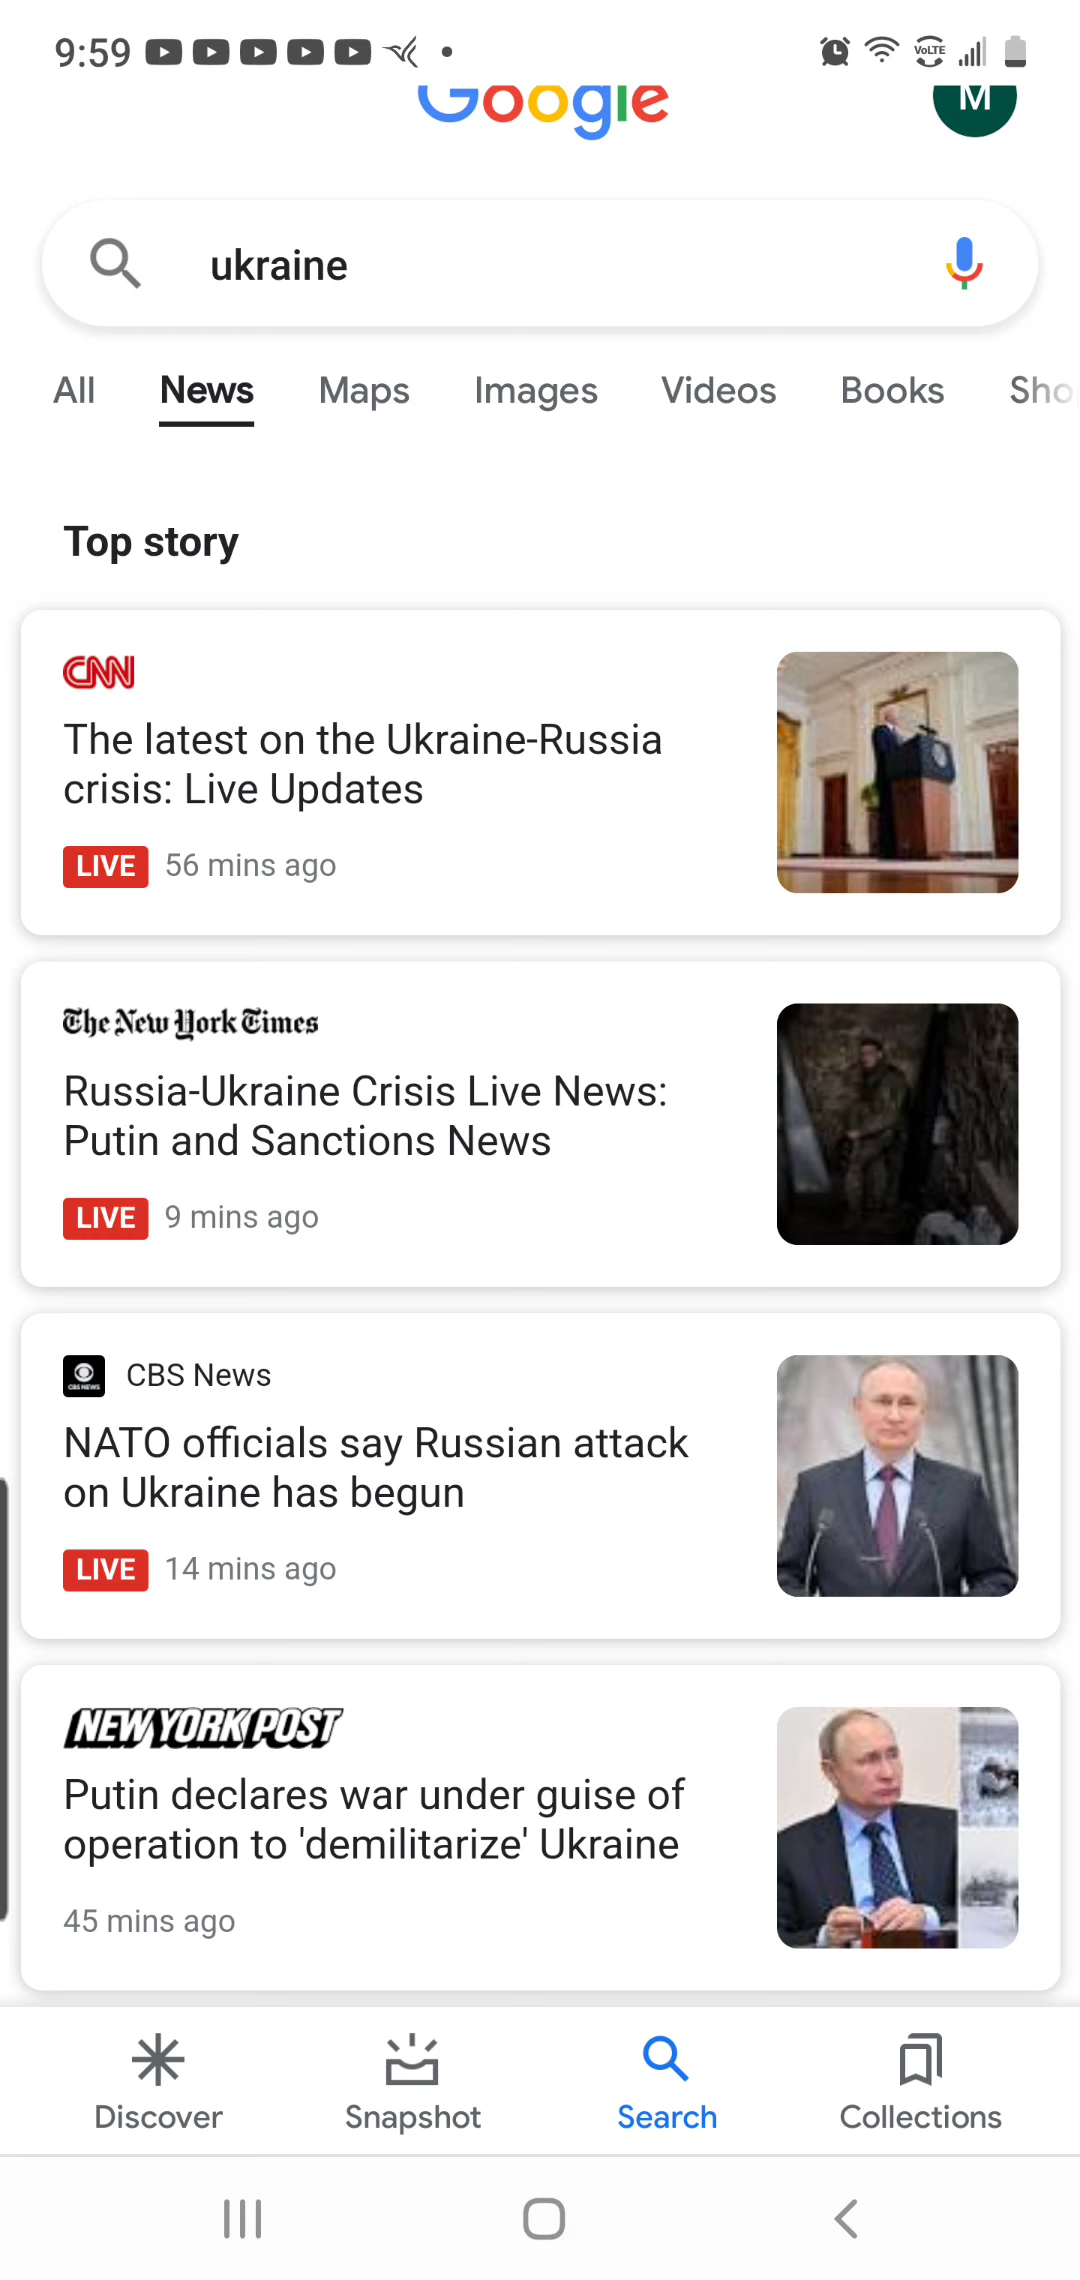 9:59
VoLTE
Google
M
ukraine
All News Maps Images Videos Books Sho
Top story
CNN
The latest on the Ukraine-Russia
crisis: Live Updates
LIVE 56 mins ago
The New York Times
Russia-Ukraine Crisis Live News:
Putin and Sanctions News
LIVE 9 mins ago
CBS NEWS CBS News
NATO officials say Russian attack
on Ukraine has begun
LIVE 14 mins ago
NEW YORK POST
Putin declares war under guise of
operation to 'demilitarize' Ukraine
45 mins ago
Discover Snapshot Search Collections